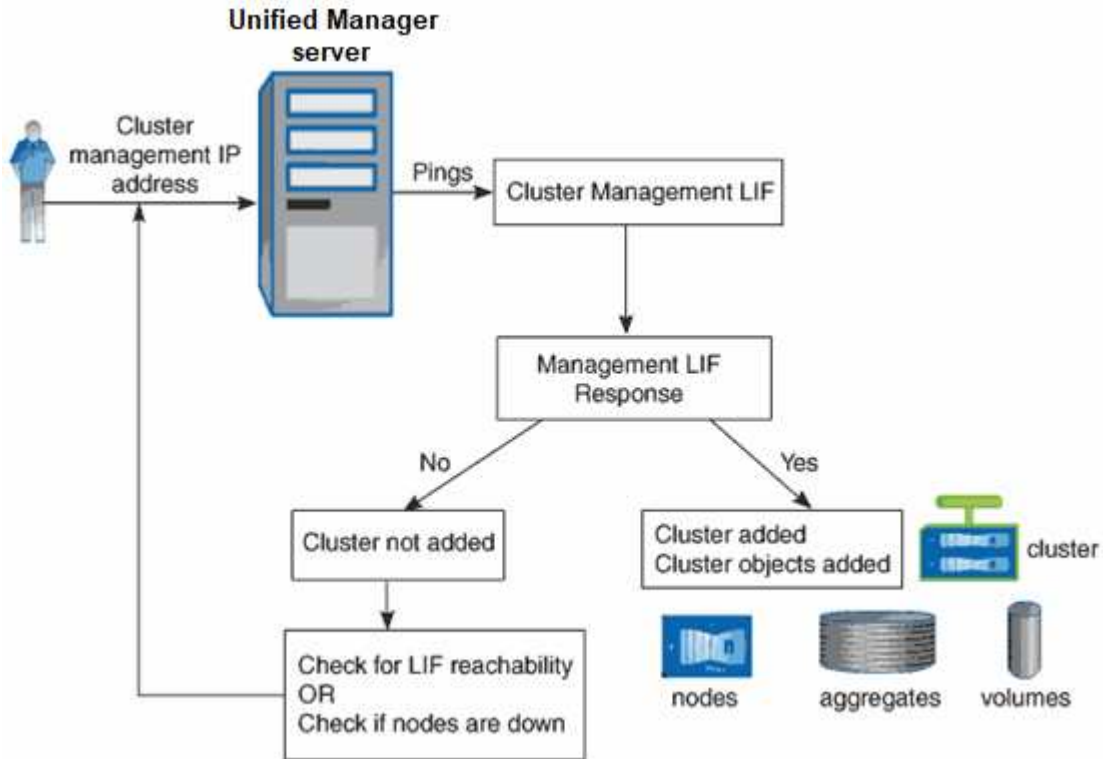 Unified Manager
server
Cluster
management IP
address
Pings
Cluster Management LIF
Management LIF
Response
No
Yes
Cluster not added
Cluster added
Cluster objects added
cluster
Check for LIF reachability
OR
Check if nodes are down
nodes
aggregates
volumes